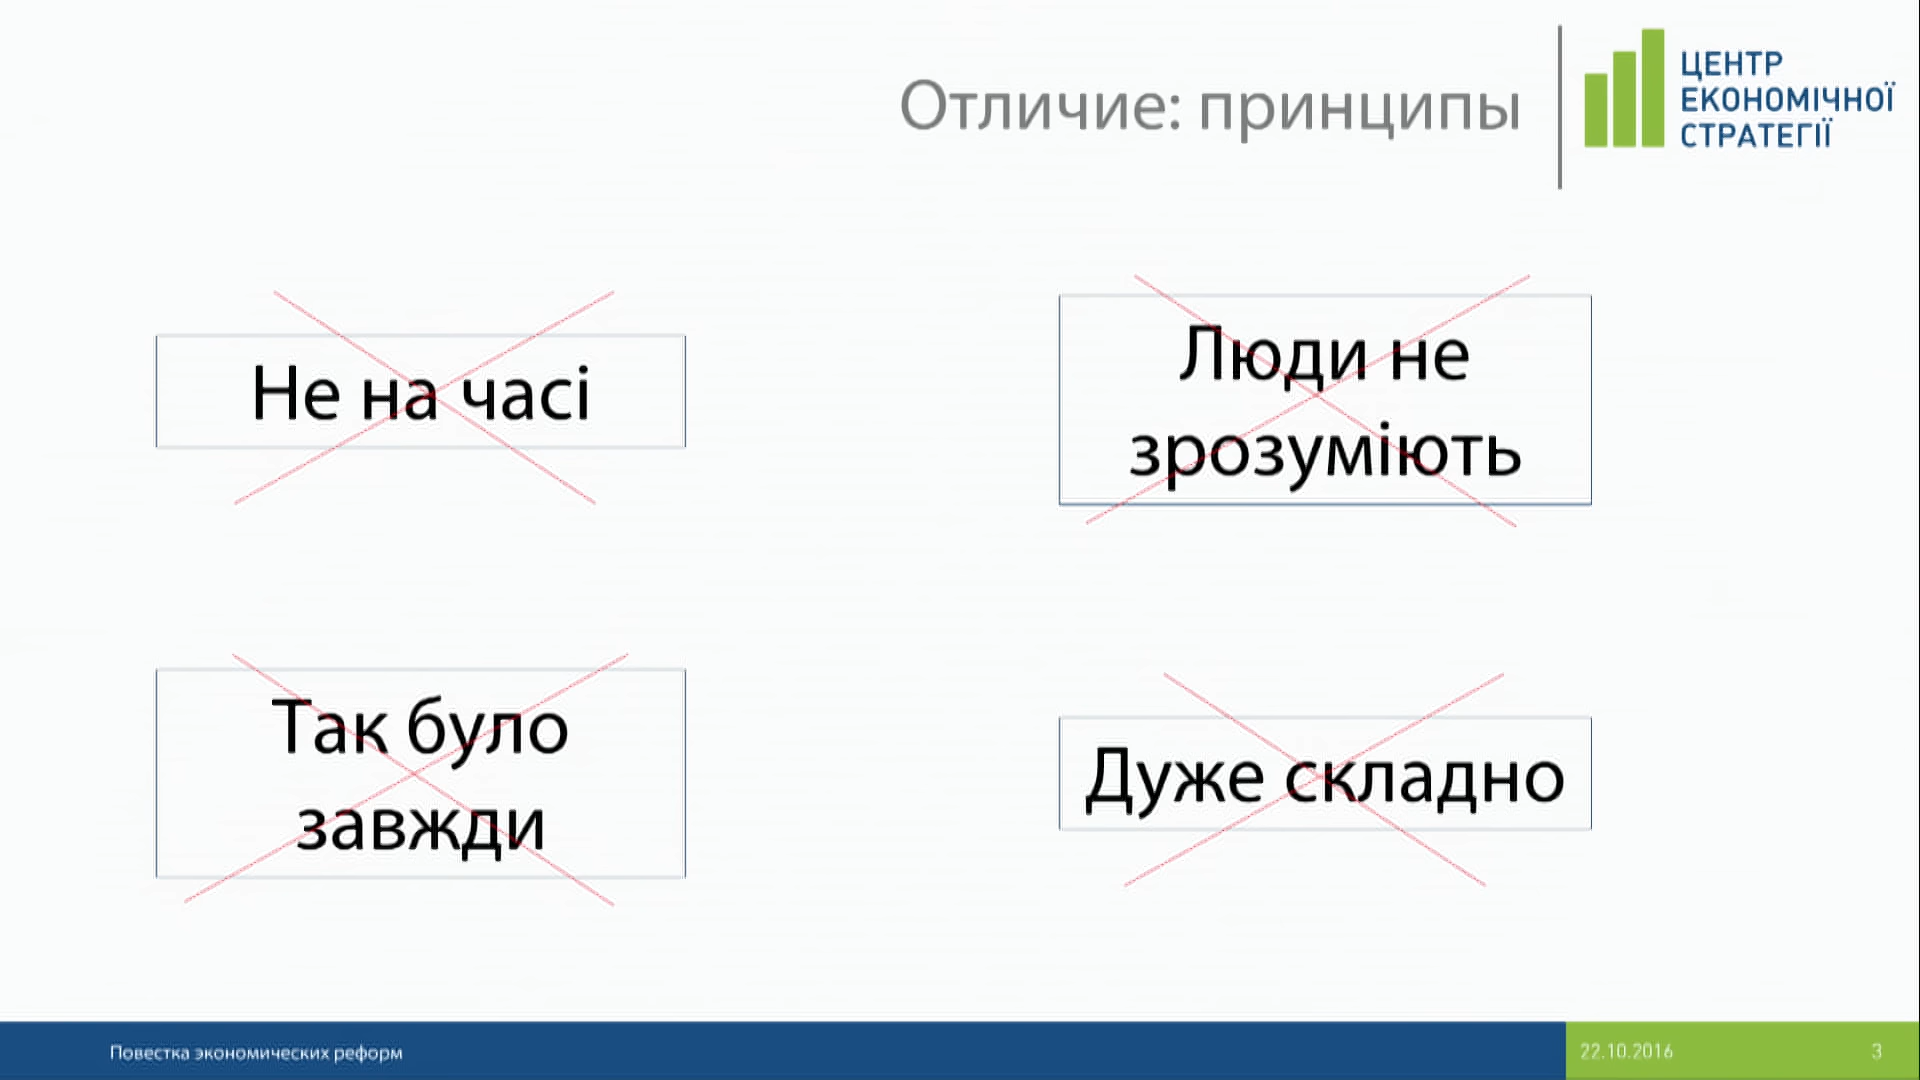 Отличие: принципы
ЦЕНТР
ЕКОНОМІЧНОЇ
СТРАТЕГІЇ
Не на часі
Люди не
зрозуміють
Так було
завжди
Дуже складно
Повестка экономических реформ
22.10.2016
3